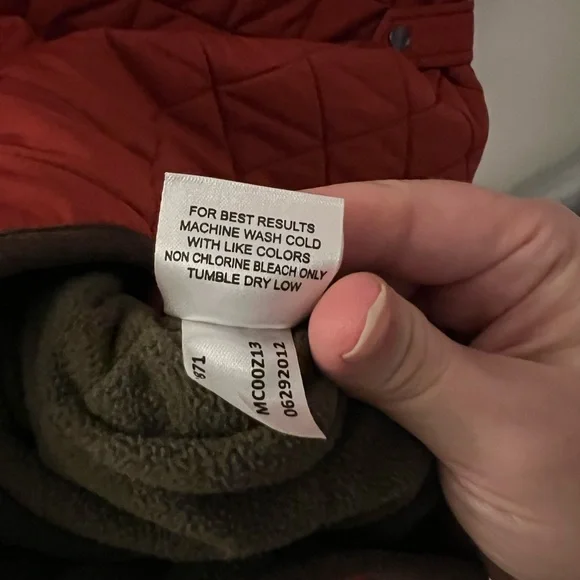 FOR BEST RESULTS
MACHINE WASH COLD
WITH LIKE COLORS
NON CHLORINE BLEACH ONLY
TUMBLE DRY LOW
871
MC00Z13
06292012